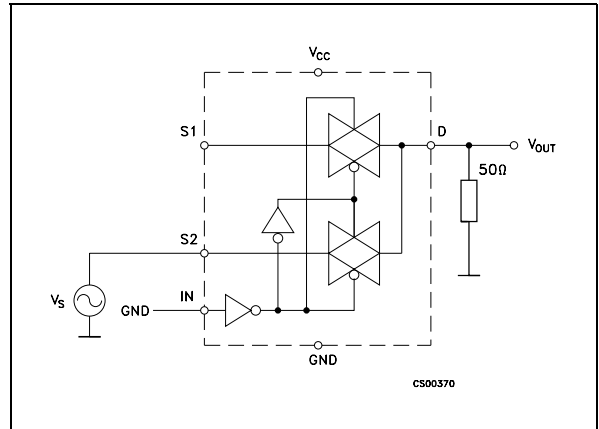 VCC
S1
D
VOUT
50Ω
S2
VS
GND
IN
GND
CS00370